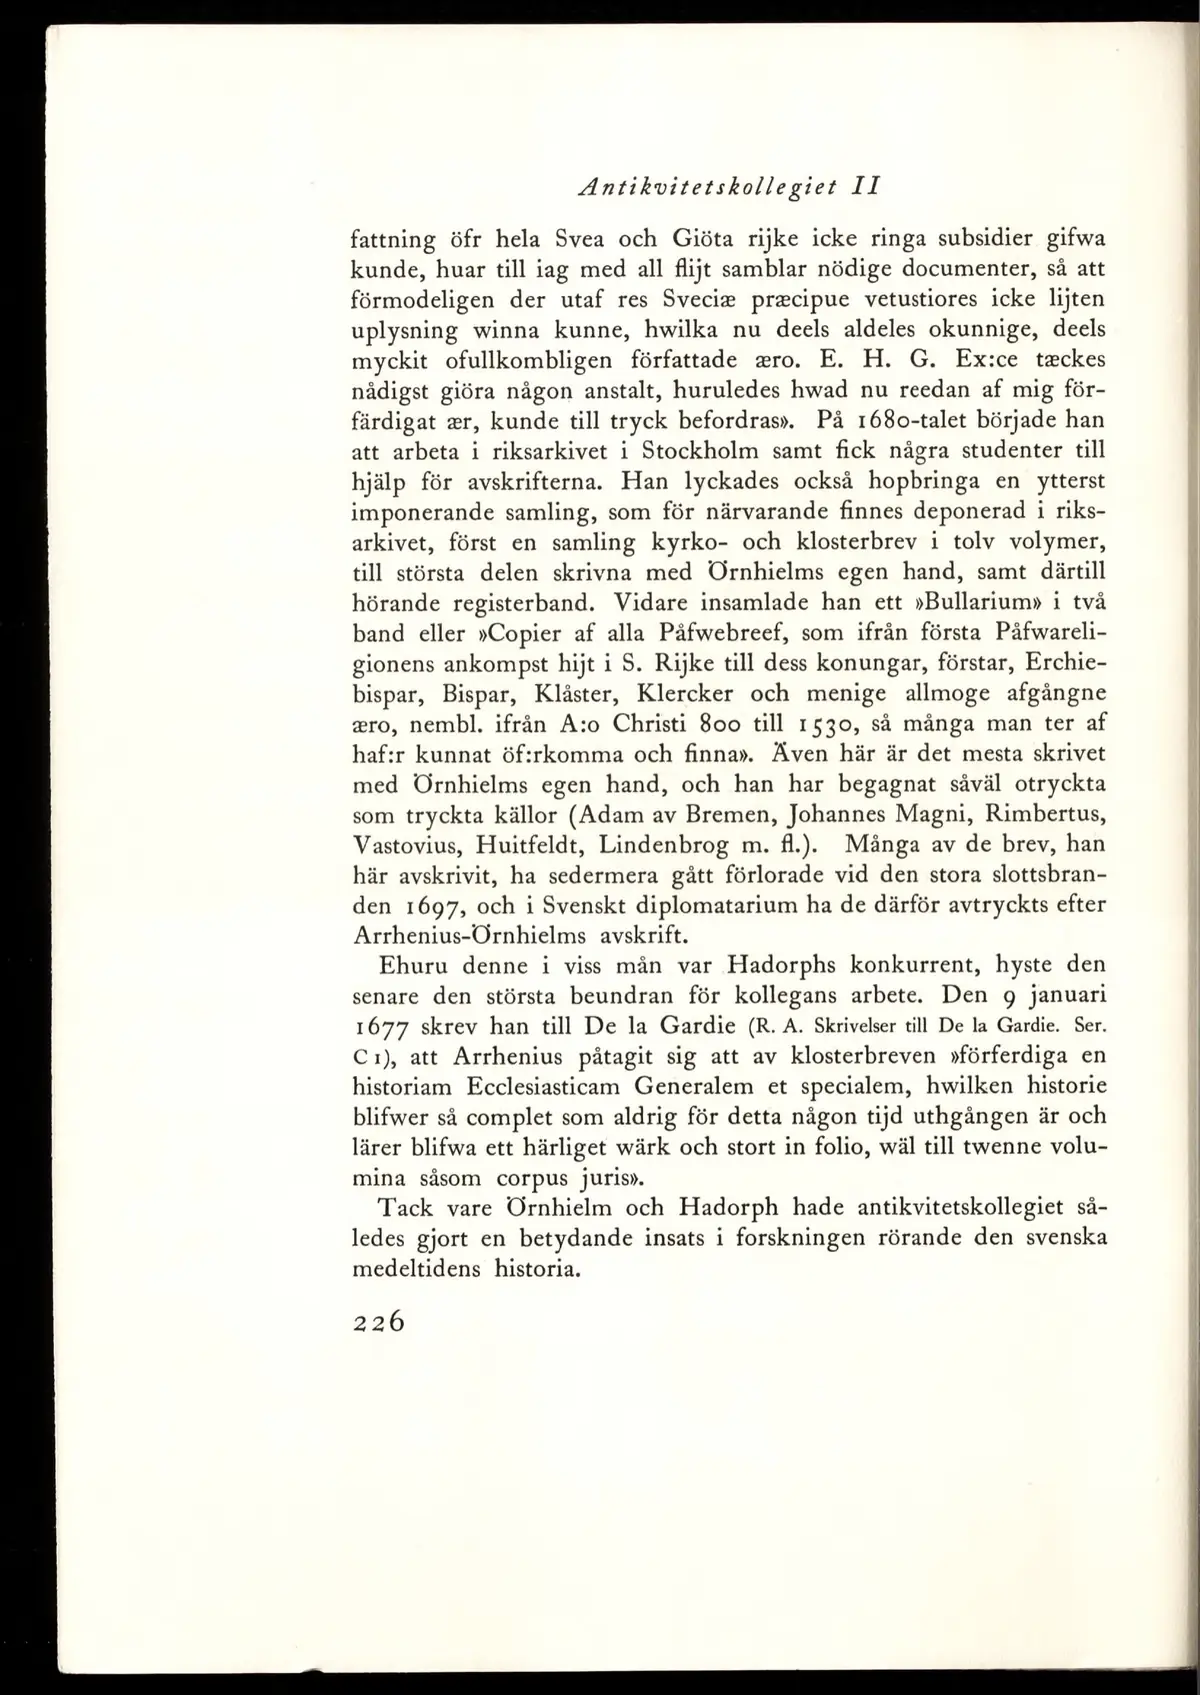 Antikvitetskollegiet II
fattning öfr hela Svea och Giöta rijke icke ringa subsidier gifwa
kunde, huar till iag med all flijt samblar nödige documenter, så att
förmodeligen der utaf res Sveciæ præcipue vetustiores icke lijten
uplysning winna kunne, hwilka nu deels aldeles okunnige, deels
myckit ofullkombligen författade æro. E. H. G. Ex:ce tæckes
nådigst giöra någon anstalt, huruledes hwad nu reedan af mig för-
färdigat ær, kunde till tryck befordras». På 1680-talet började han
att arbeta i riksarkivet i Stockholm samt fick några studenter till
hjälp för avskrifterna. Han lyckades också hopbringa en ytterst
imponerande samling, som för närvarande finnes deponerad i riks-
arkivet, först en samling kyrko- och klosterbrev i tolv volymer,
till största delen skrivna med Örnhielms egen hand, samt därtill
hörande registerband. Vidare insamlade han ett »Bullarium» i två
band eller »Copier af alla Påfwebreef, som ifrån första Påfwareli-
gionens ankompst hijt i S. Rijke till dess konungar, förstar, Erchie-
bispar, Bispar, Klåster, Klercker och menige allmoge afgångne
æro, nembl. ifrån A:o Christi 800 till 1530, så många man ter af
haf:r kunnat öf:rkomma och finna». Även här är det mesta skrivet
med Örnhielms egen hand, och han har begagnat såväl otryckta
som tryckta källor (Adam av Bremen, Johannes Magni, Rimbertus,
Vastovius, Huitfeldt, Lindenbrog m. fl.). Många av de brev, han
här avskrivit, ha sedermera gått förlorade vid den stora slottsbran-
den 1697, och i Svenskt diplomatarium ha de därför avtryckts efter
Arrhenius-Örnhielms avskrift.
Ehuru denne i viss mån var Hadorphs konkurrent, hyste den
senare den största beundran för kollegans arbete. Den 9 januari
1677 skrev han till De la Gardie (R. A. Skrivelser till De la Gardie. Ser.
C 1), att Arrhenius påtagit sig att av klosterbreven »förferdiga en
historiam Ecclesiasticam Generalem et specialem, hwilken historie
blifwer så complet som aldrig för detta någon tijd uthgången är och
lärer blifwa ett härliget wärk och stort in folio, wäl till twenne volu-
mina såsom corpus juris».
Tack vare Örnhielm och Hadorph hade antikvitetskollegiet så-
ledes gjort en betydande insats i forskningen rörande den svenska
medeltidens historia.
226